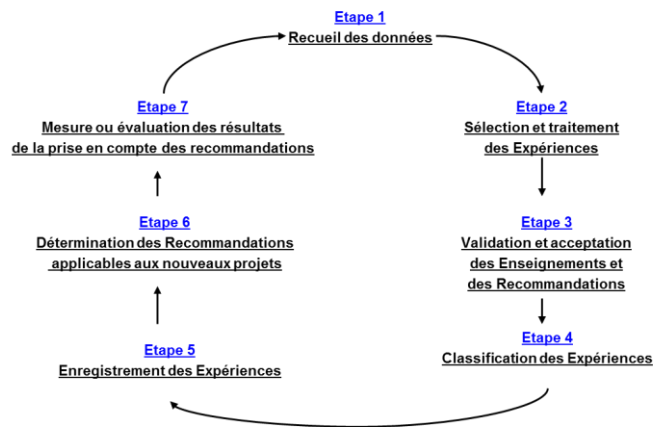 Etape 1
Recueil des données
Etape 2
Sélection et traitement
des Expériences
Etape 3
Validation et acceptation
des Enseignements et
des Recommandations
Etape 4
Classification des Expériences
Etape 5
Enregistrement des Expériences
Etape 6
Détermination des Recommandations
applicables aux nouveaux projets
Etape 7
Mesure ou évaluation des résultats
de la prise en compte des recommandations